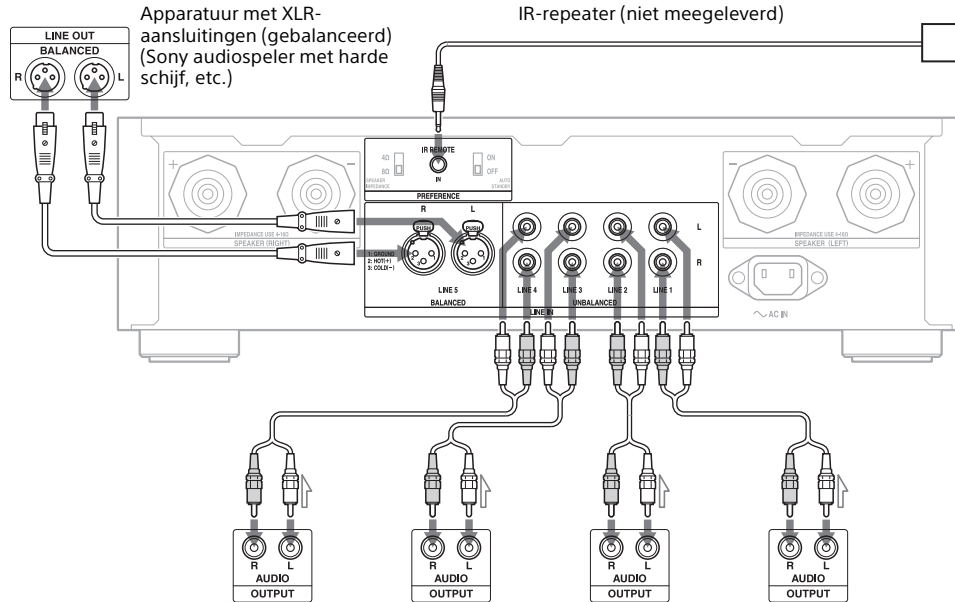 Apparatuur met XLR-
aansluitingen (gebalanceerd)
(Sony audiospeler met harde
schijf, etc.)
IR-repeater (niet meegeleverd)
LINE OUT
BALANCED
R
L
IR REMOTE
4Ω
8Ω
ON
OFF
SPEAKER
IMPEDANCE
IN
AUTO
STANDBY
PREFERENCE
+
−
−
+
IMPEDANCE USE 4-16Ω
SPEAKER (RIGHT)
IMPEDANCE USE 4-16Ω
SPEAKER (LEFT)
R
L
PUSH
PUSH
1: GROUND
2: HOT(+)
3: COLD(−)
L
R
LINE 5
LINE 4
LINE 3
LINE 2
LINE 1
BALANCED
UNBALANCED
LINE IN
AC IN
R L
AUDIO
OUTPUT
R L
AUDIO
OUTPUT
R L
AUDIO
OUTPUT
R L
AUDIO
OUTPUT